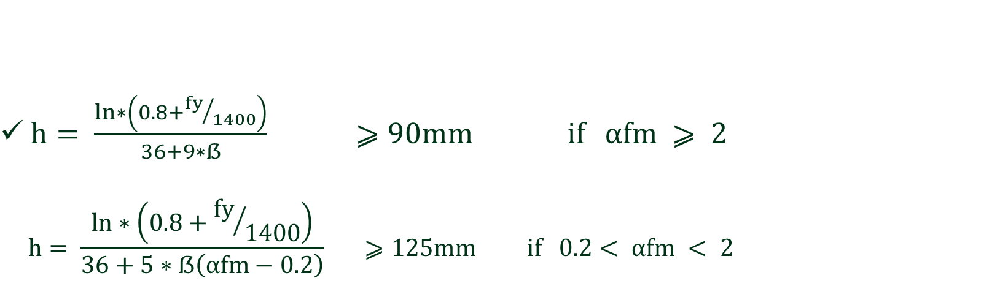 ✓ h = ln*(0.8+fy/1400) / 36+9*ß ⩾ 90mm if αfm ⩾ 2
h = ln * (0.8 + fy/1400) / 36 + 5 * ß(αfm − 0.2) ⩾ 125mm if 0.2 < αfm < 2